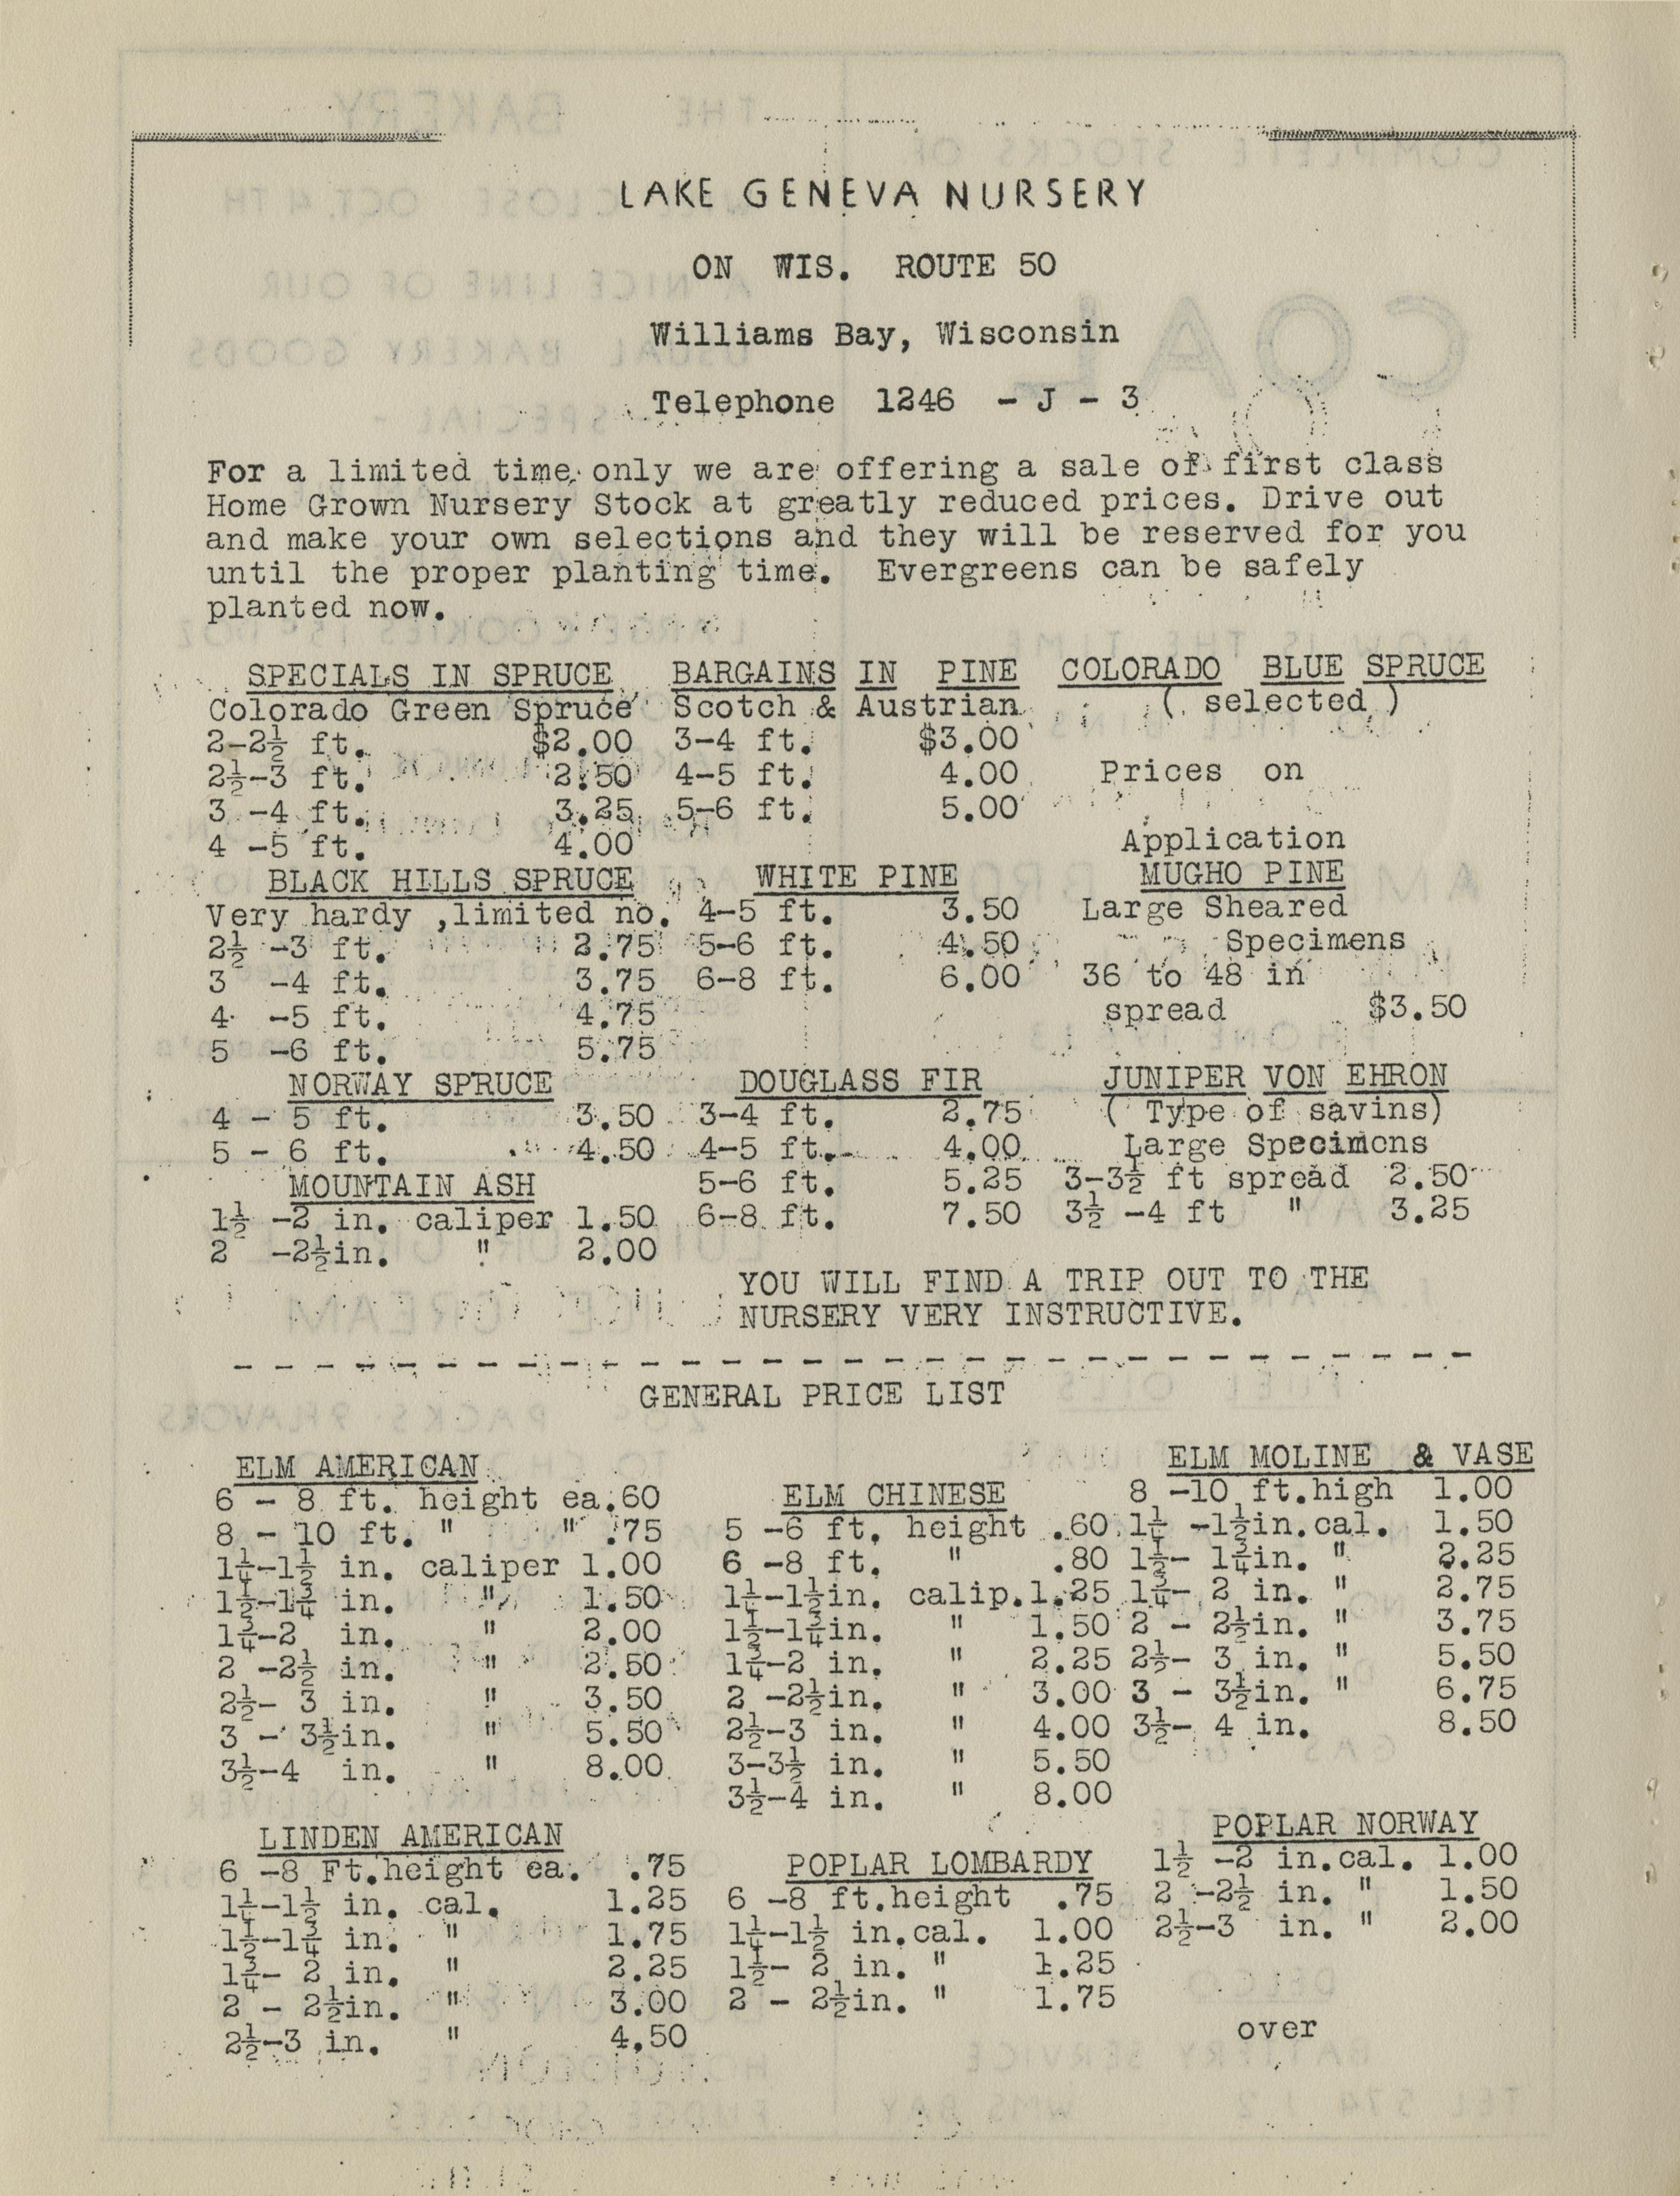 LAKE GENEVA NURSERY
ON WIS. ROUTE 50
Williams Bay, Wisconsin
Telephone 1246 - J - 3
For a limited time only we are offering a sale of first class
Home Grown Nursery Stock at greatly reduced prices. Drive out
and make your own selections and they will be reserved for you
until the proper planting time. Evergreens can be safely
planted now.
SPECIALS IN SPRUCE
Colorado Green Spruce
2-2½ ft. $2.00
2½-3 ft. 2.50
3 -4 ft. 3.25
4 -5 ft. 4.00
BLACK HILLS SPRUCE
Very hardy ,limited no.
2½ -3 ft. 2.75
3 -4 ft. 3.75
4 -5 ft. 4.75
5 -6 ft. 5.75
NORWAY SPRUCE
4 - 5 ft. 3.50
5 - 6 ft. 4.50
MOUNTAIN ASH
1½ -2 in. caliper 1.50
2 -2½in. " 2.00
BARGAINS IN PINE
Scotch & Austrian
3-4 ft. $3.00
4-5 ft. 4.00
5-6 ft. 5.00
WHITE PINE
4-5 ft. 3.50
5-6 ft. 4.50
6-8 ft. 6.00
DOUGLASS FIR
3-4 ft. 2.75
4-5 ft. 4.00
5-6 ft. 5.25
6-8 ft. 7.50
COLORADO BLUE SPRUCE
( selected )
Prices on
Application
MUGHO PINE
Large Sheared
Specimens
36 to 48 in
spread $3.50
JUNIPER VON EHRON
( Type of savins)
Large Specimens
3-3½ ft spread 2.50
3½ -4 ft " 3.25
YOU WILL FIND A TRIP OUT TO THE
NURSERY VERY INSTRUCTIVE.
GENERAL PRICE LIST
ELM AMERICAN
6 - 8 ft. height ea.60
8 - 10 ft. " " .75
1¼-1½ in. caliper 1.00
1½-1¾ in. " 1.50
1¾-2 in. " 2.00
2 -2½ in. " 2.50
2½- 3 in. " 3.50
3 - 3½in. " 5.50
3½-4 in. " 8.00
LINDEN AMERICAN
6 -8 Ft.height ea. .75
1¼-1½ in. cal. 1.25
1½-1¾ in. " 1.75
1¾- 2 in. " 2.25
2 - 2½in. " 3.00
2½-3 in. " 4.50
ELM CHINESE
5 -6 ft. height .60
6 -8 ft. " .80
1¼-1½in. calip.1.25
1½-1¾in. " 1.50
1¾-2 in. " 2.25
2 -2½in. " 3.00
2½-3 in. " 4.00
3-3½ in. " 5.50
3½-4 in. " 8.00
POPLAR LOMBARDY
6 -8 ft.height .75
1¼-1½ in.cal. 1.00
1½- 2 in. " 1.25
2 - 2½in. " 1.75
ELM MOLINE & VASE
8 -10 ft.high 1.00
1¼ -1½in.cal. 1.50
1½- 1¾in. " 2.25
1¾- 2 in. " 2.75
2 - 2½in. " 3.75
2½- 3 in. " 5.50
3 - 3½in. " 6.75
3½- 4 in. 8.50
POPLAR NORWAY
1½ -2 in.cal. 1.00
2 -2½ in. " 1.50
2½-3 in. " 2.00
over